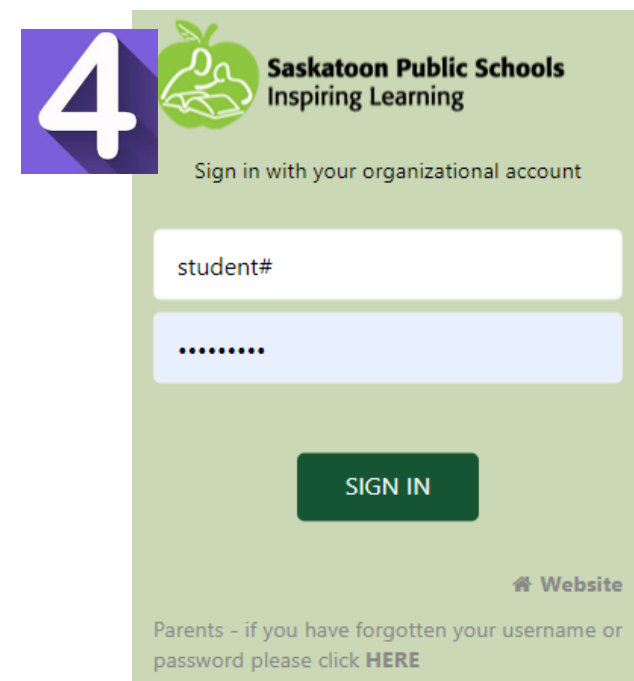 4
Saskatoon Public Schools
Inspiring Learning
Sign in with your organizational account
student#
•••••••••
SIGN IN
Website
Parents - if you have forgotten your username or
password please click HERE